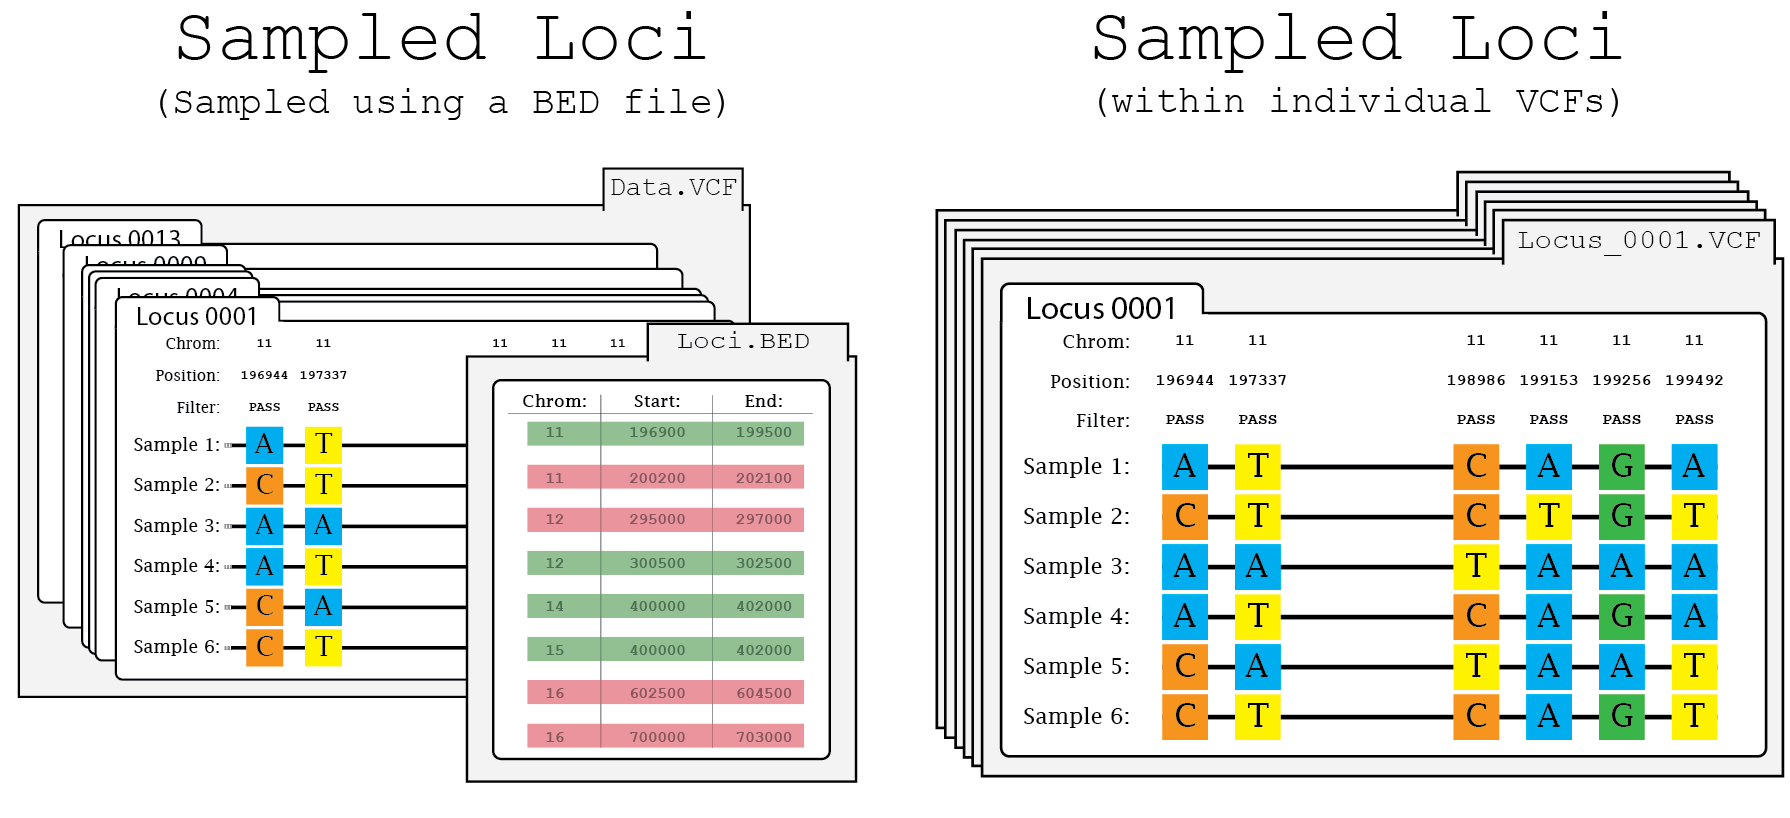 Sampled Loci
(Sampled using a BED file)
Data.VCF
Locus 0013
Locus 0009
Locus 0004
Locus 0001
Chrom: 11 11 11 11 11
Position: 196944 197337
Filter: PASS PASS
Sample 1: A T
Sample 2: C T
Sample 3: A A
Sample 4: A T
Sample 5: C A
Sample 6: C T
Loci.BED
Chrom: Start: End:
11 196900 199500
11 200200 202100
12 295000 297000
12 300500 302500
14 400000 402000
15 400000 402000
16 602500 604500
16 700000 703000
Sampled Loci
(within individual VCFs)
Locus_0001.VCF
Locus 0001
Chrom: 11 11 11 11 11 11
Position: 196944 197337 198986 199153 199256 199492
Filter: PASS PASS PASS PASS PASS PASS
Sample 1: A T C A G A
Sample 2: C T C T G T
Sample 3: A A T A A A
Sample 4: A T C A G A
Sample 5: C A T A A T
Sample 6: C T C A G T